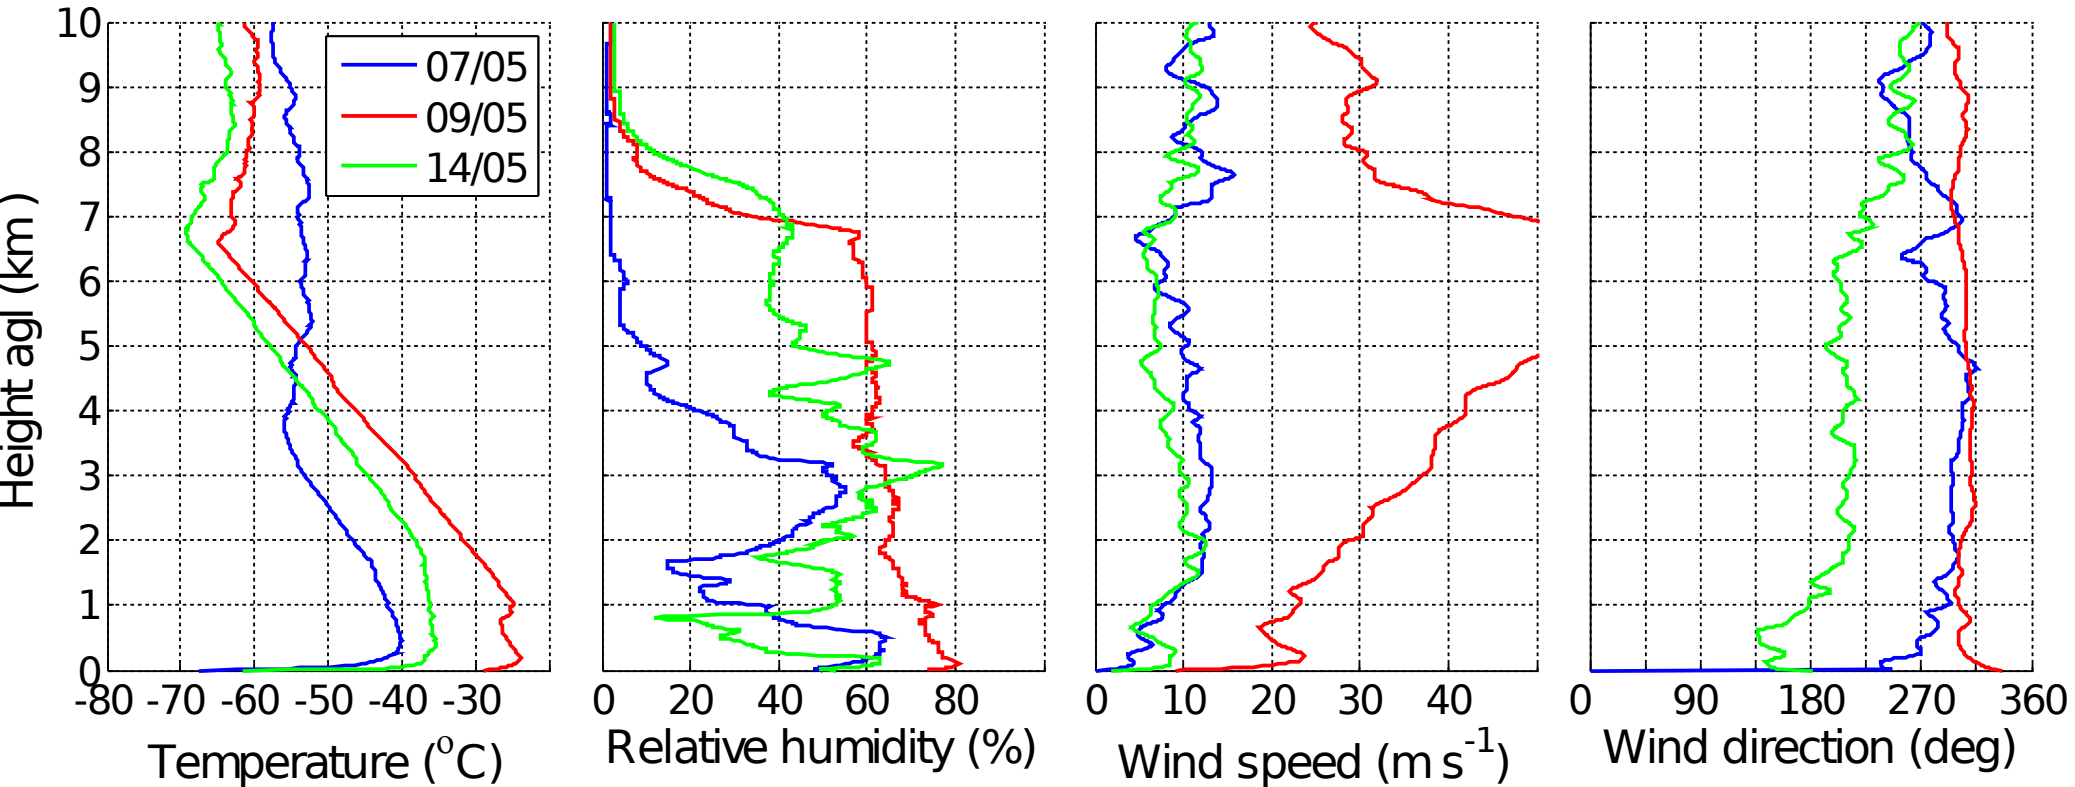 10
9
8
7
6
5
4
3
2
1
0
Height agl (km)
07/05
09/05
14/05
-80 -70 -60 -50 -40 -30
Temperature (°C)
0 20 40 60 80
Relative humidity (%)
0 10 20 30 40
Wind speed (m s-1)
0 90 180 270 360
Wind direction (deg)